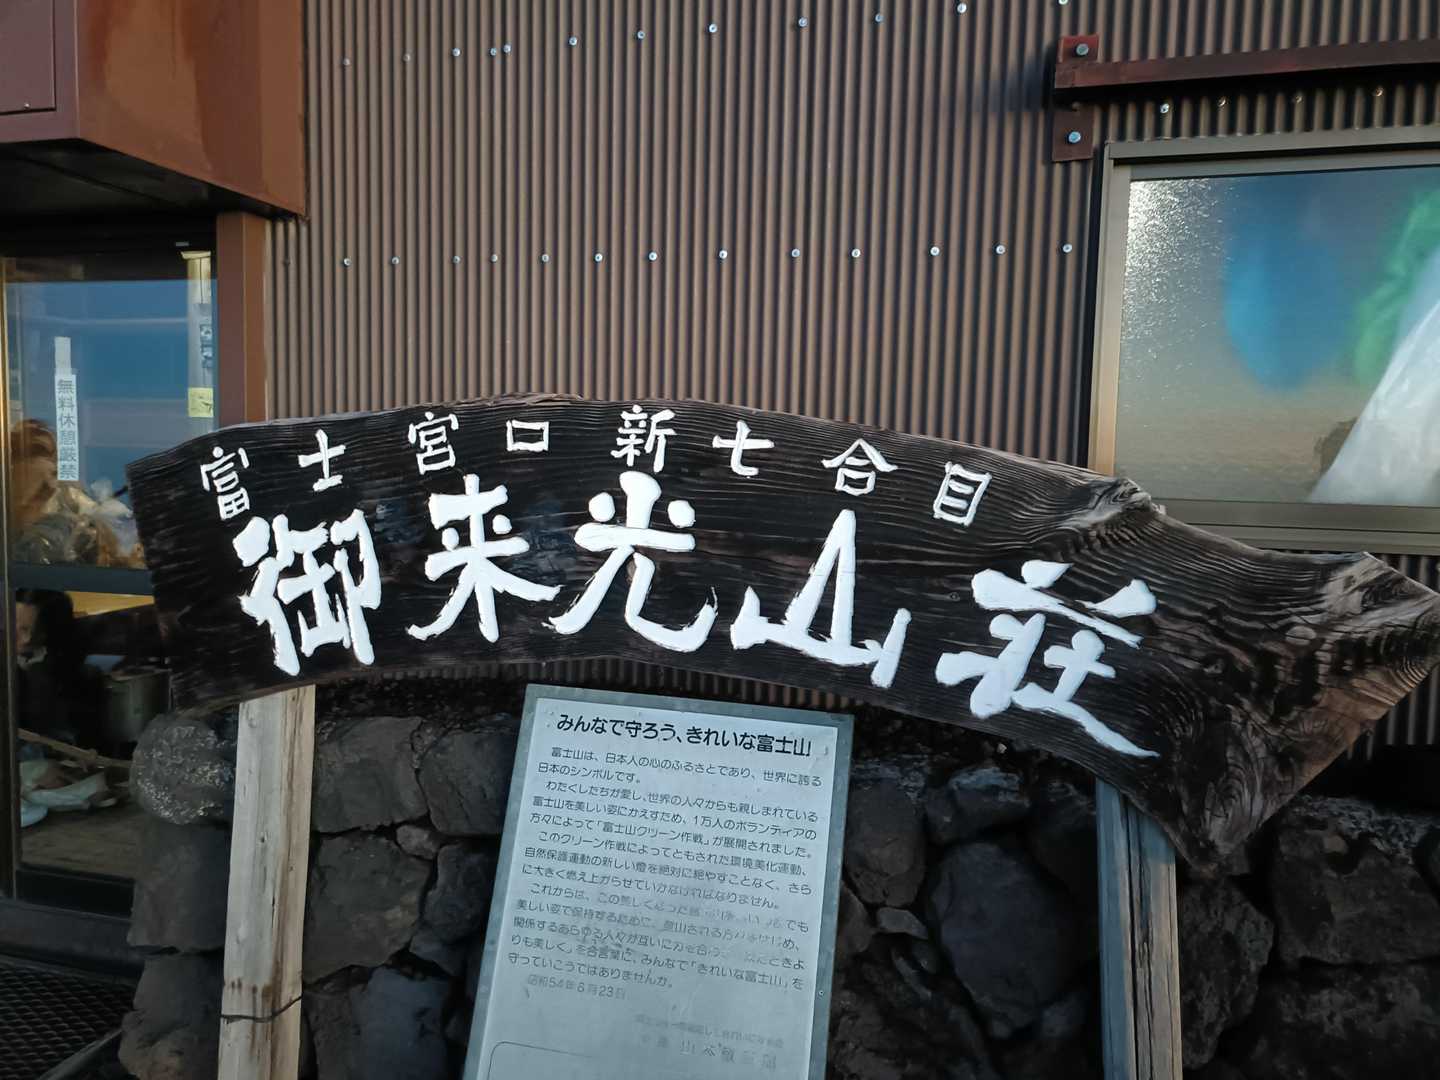 富士宮口新七合目
御来光山荘
無料休憩厳禁
みんなで守ろう、きれいな富士山
富士山は、日本人の心のふるさとであり、世界に誇る
日本のシンボルです。
わたくしたちが愛し、世界の人々からも親しまれている
富士山を美しい姿にかえすため、1万人のボランティアの
方々によって「富士山クリーン作戦」が展開されました。
このクリーン作戦によってともされた環境美化運動、
自然保護運動の新しい燈を絶対に絶やすことなく、さら
に大きく燃え上がらせていかなければなりません。
これからは、この美しくなった でも
美しい姿で保持するために、登山される方々をはじめ、
関係するあらゆる人々が互いに力を合 たときよ
りも美しく」を合言葉に、みんなで「きれいな富士山」を
守っていこうではありませんか。
昭和54年6月23日